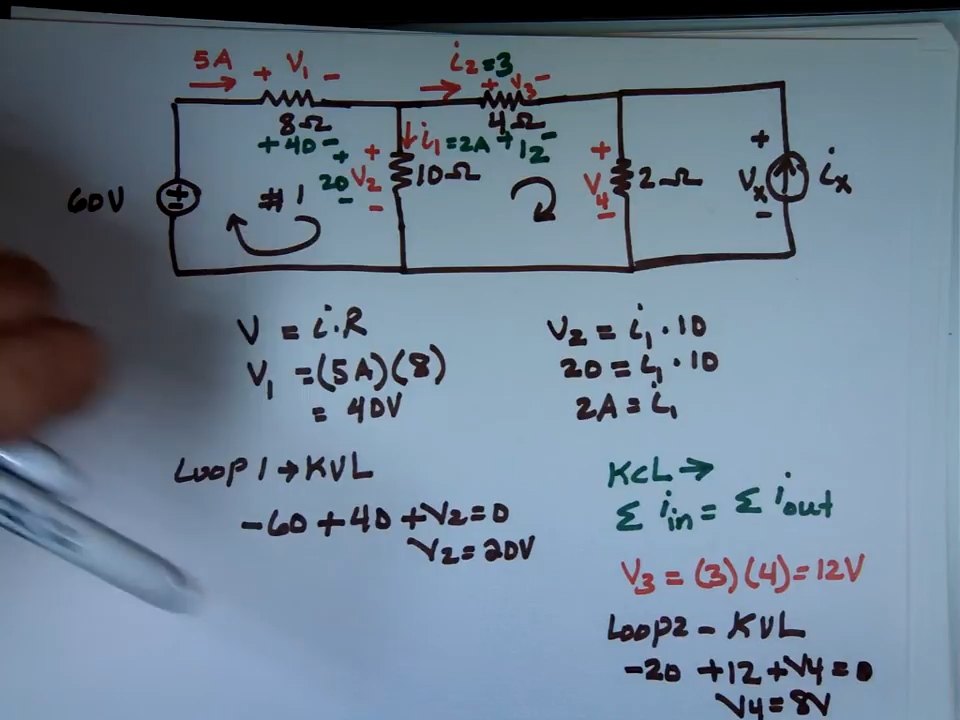 5A + V1 - i2 = 3
+ V3 -
8Ω 4Ω
+ 40 - i1 = 2A + 12 -
+ + + +
60V + - #1 20 V2 10Ω V4 2Ω Vx ix
- - - -
V = i·R
V1 = (5A)(8)
= 40V
V2 = i1·10
20 = i1·10
2A = i1
Loop 1 → KVL
-60 + 40 + V2 = 0
V2 = 20V
KCL →
Σ iin = Σ iout
V3 = (3)(4) = 12V
Loop2 - KVL
-20 + 12 + V4 = 0
V4 = 8V